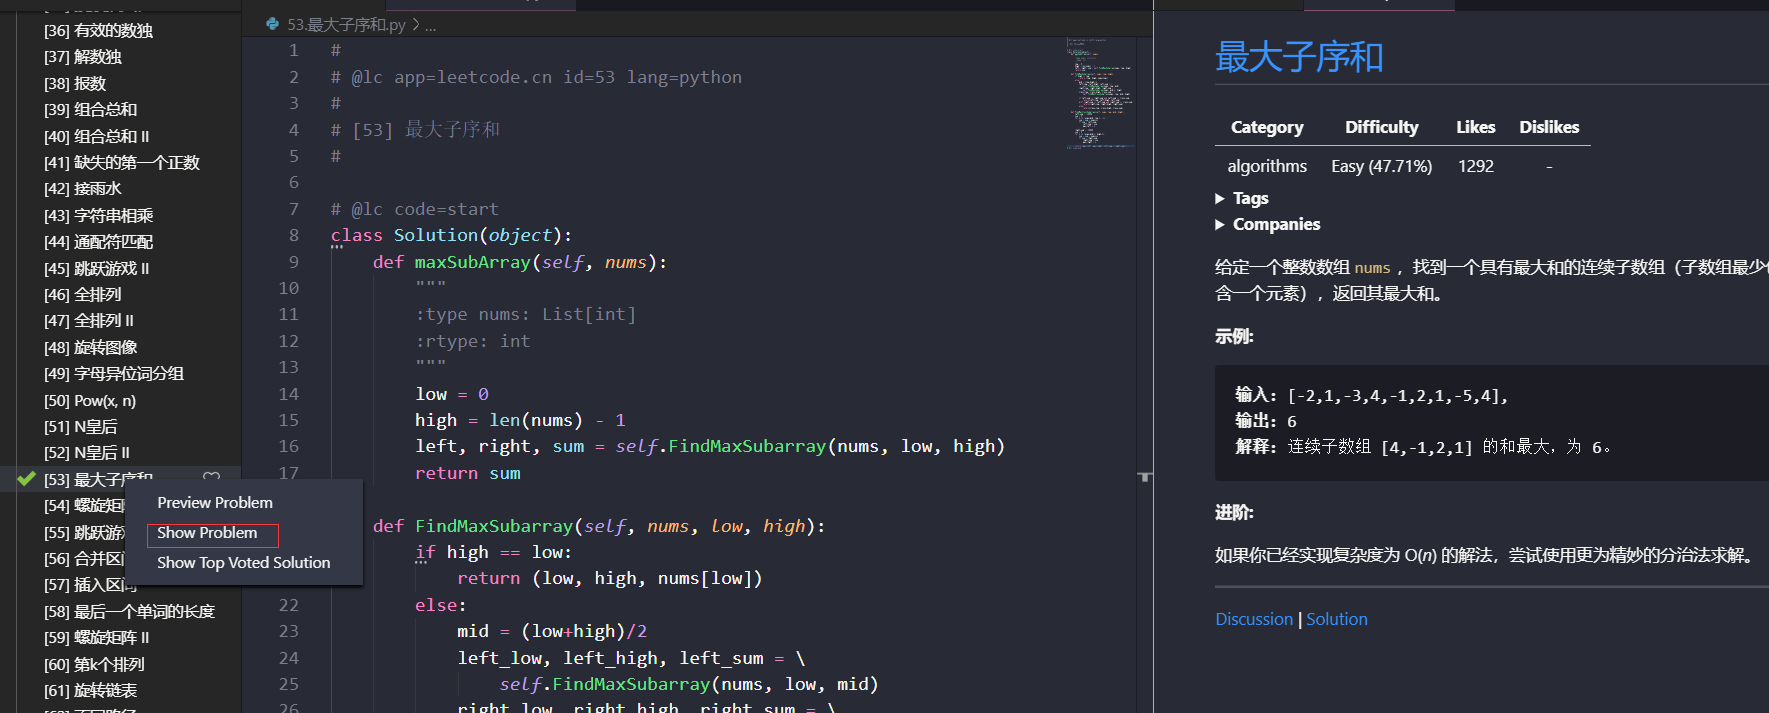 [36] 有效的数独
[37] 解数独
[38] 报数
[39] 组合总和
[40] 组合总和 II
[41] 缺失的第一个正数
[42] 接雨水
[43] 字符串相乘
[44] 通配符匹配
[45] 跳跃游戏 II
[46] 全排列
[47] 全排列 II
[48] 旋转图像
[49] 字母异位词分组
[50] Pow(x, n)
[51] N皇后
[52] N皇后 II
[53] 最大子序和
[54] 螺旋矩
[55] 跳跃游
[56] 合并区间
[57] 插入区间
[58] 最后一个单词的长度
[59] 螺旋矩阵 II
[60] 第k个排列
[61] 旋转链表
Preview Problem
Show Problem
Show Top Voted Solution
53.最大子序和.py > ...
1 #
2 # @lc app=leetcode.cn id=53 lang=python
3 #
4 # [53] 最大子序和
5 #
6
7 # @lc code=start
8 class Solution(object):
9 def maxSubArray(self, nums):
10 """
11 :type nums: List[int]
12 :rtype: int
13 """
14 low = 0
15 high = len(nums) - 1
16 left, right, sum = self.FindMaxSubarray(nums, low, high)
17 return sum
def FindMaxSubarray(self, nums, low, high):
if high == low:
return (low, high, nums[low])
22 else:
23 mid = (low+high)/2
24 left_low, left_high, left_sum = \
25 self.FindMaxSubarray(nums, low, mid)
26 right_low, right_high, right_sum = \
最大子序和
Category Difficulty Likes Dislikes
algorithms Easy (47.71%) 1292 -
▶ Tags
▶ Companies
给定一个整数数组 nums ，找到一个具有最大和的连续子数组（子数组最少
含一个元素），返回其最大和。
示例:
输入: [-2,1,-3,4,-1,2,1,-5,4],
输出: 6
解释: 连续子数组 [4,-1,2,1] 的和最大，为 6。
进阶:
如果你已经实现复杂度为 O(n) 的解法，尝试使用更为精妙的分治法求解。
Discussion | Solution